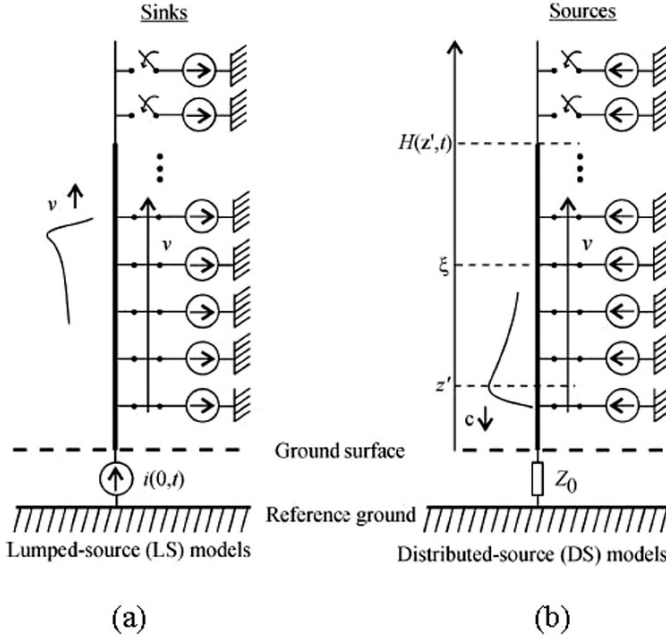 Sinks
v
v
i(0,t)
Lumped-source (LS) models
(a)
Ground surface
Reference ground
Sources
H(z',t)
v
ξ
z'
c
Z0
Distributed-source (DS) models
(b)